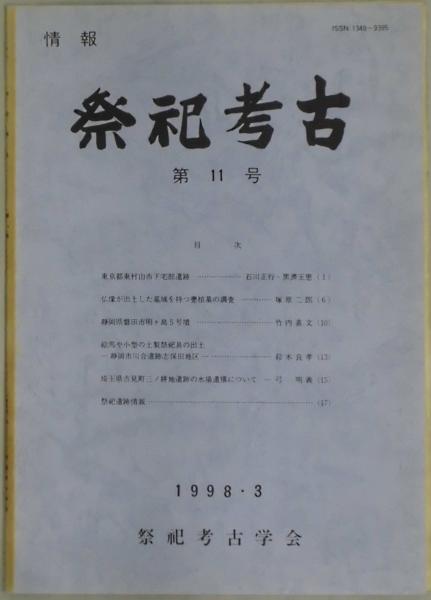 情報
ISSN 1349-9395
祭祀考古
第 11 号
目 次
東京都東村山市下宅部遺跡 ………… 石川正行・黒濟玉恵 (1)
仏像が出土した墓域を持つ甕棺墓の調査 ……… 塚原二郎 (6)
静岡県磐田市明ヶ島5号墳 ………… 竹内直文 (10)
絵馬や小型の土製祭祀具の出土
－静岡市川合遺跡志保田地区－ ………… 鈴木良孝 (13)
埼玉県吉見町三ノ耕地遺跡の水場遺構について － 弓 明義 (15)
祭祀遺跡情報 ………… (17)
1998・3
祭祀考古学会